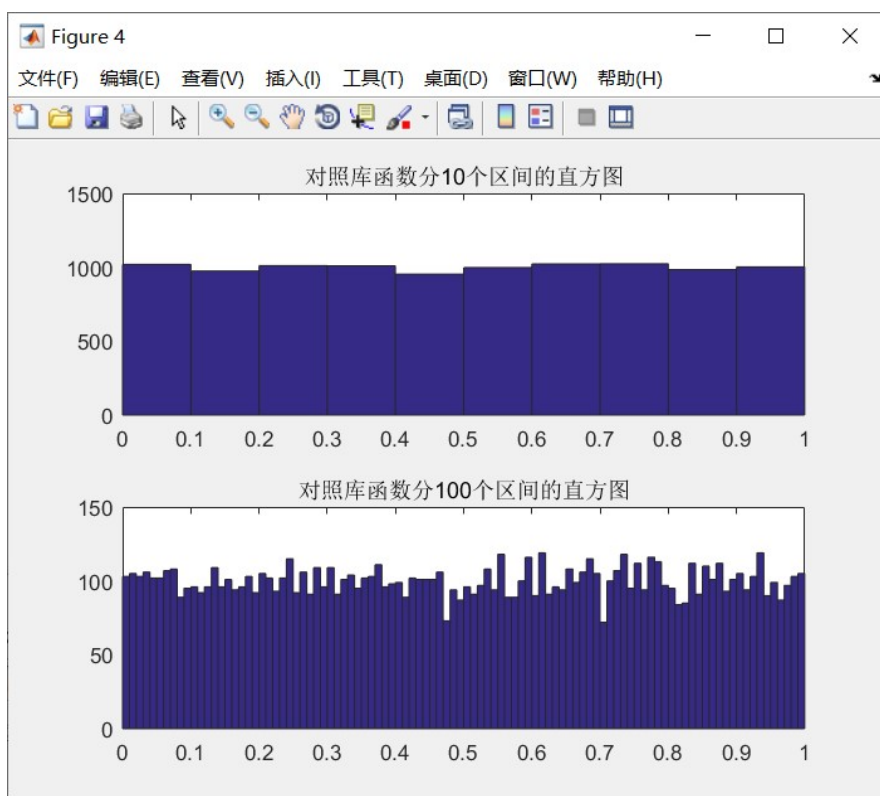 Figure 4
文件(F) 编辑(E) 查看(V) 插入(I) 工具(T) 桌面(D) 窗口(W) 帮助(H)
对照库函数分10个区间的直方图
1500
1000
500
0
0 0.1 0.2 0.3 0.4 0.5 0.6 0.7 0.8 0.9 1
对照库函数分100个区间的直方图
150
100
50
0
0 0.1 0.2 0.3 0.4 0.5 0.6 0.7 0.8 0.9 1